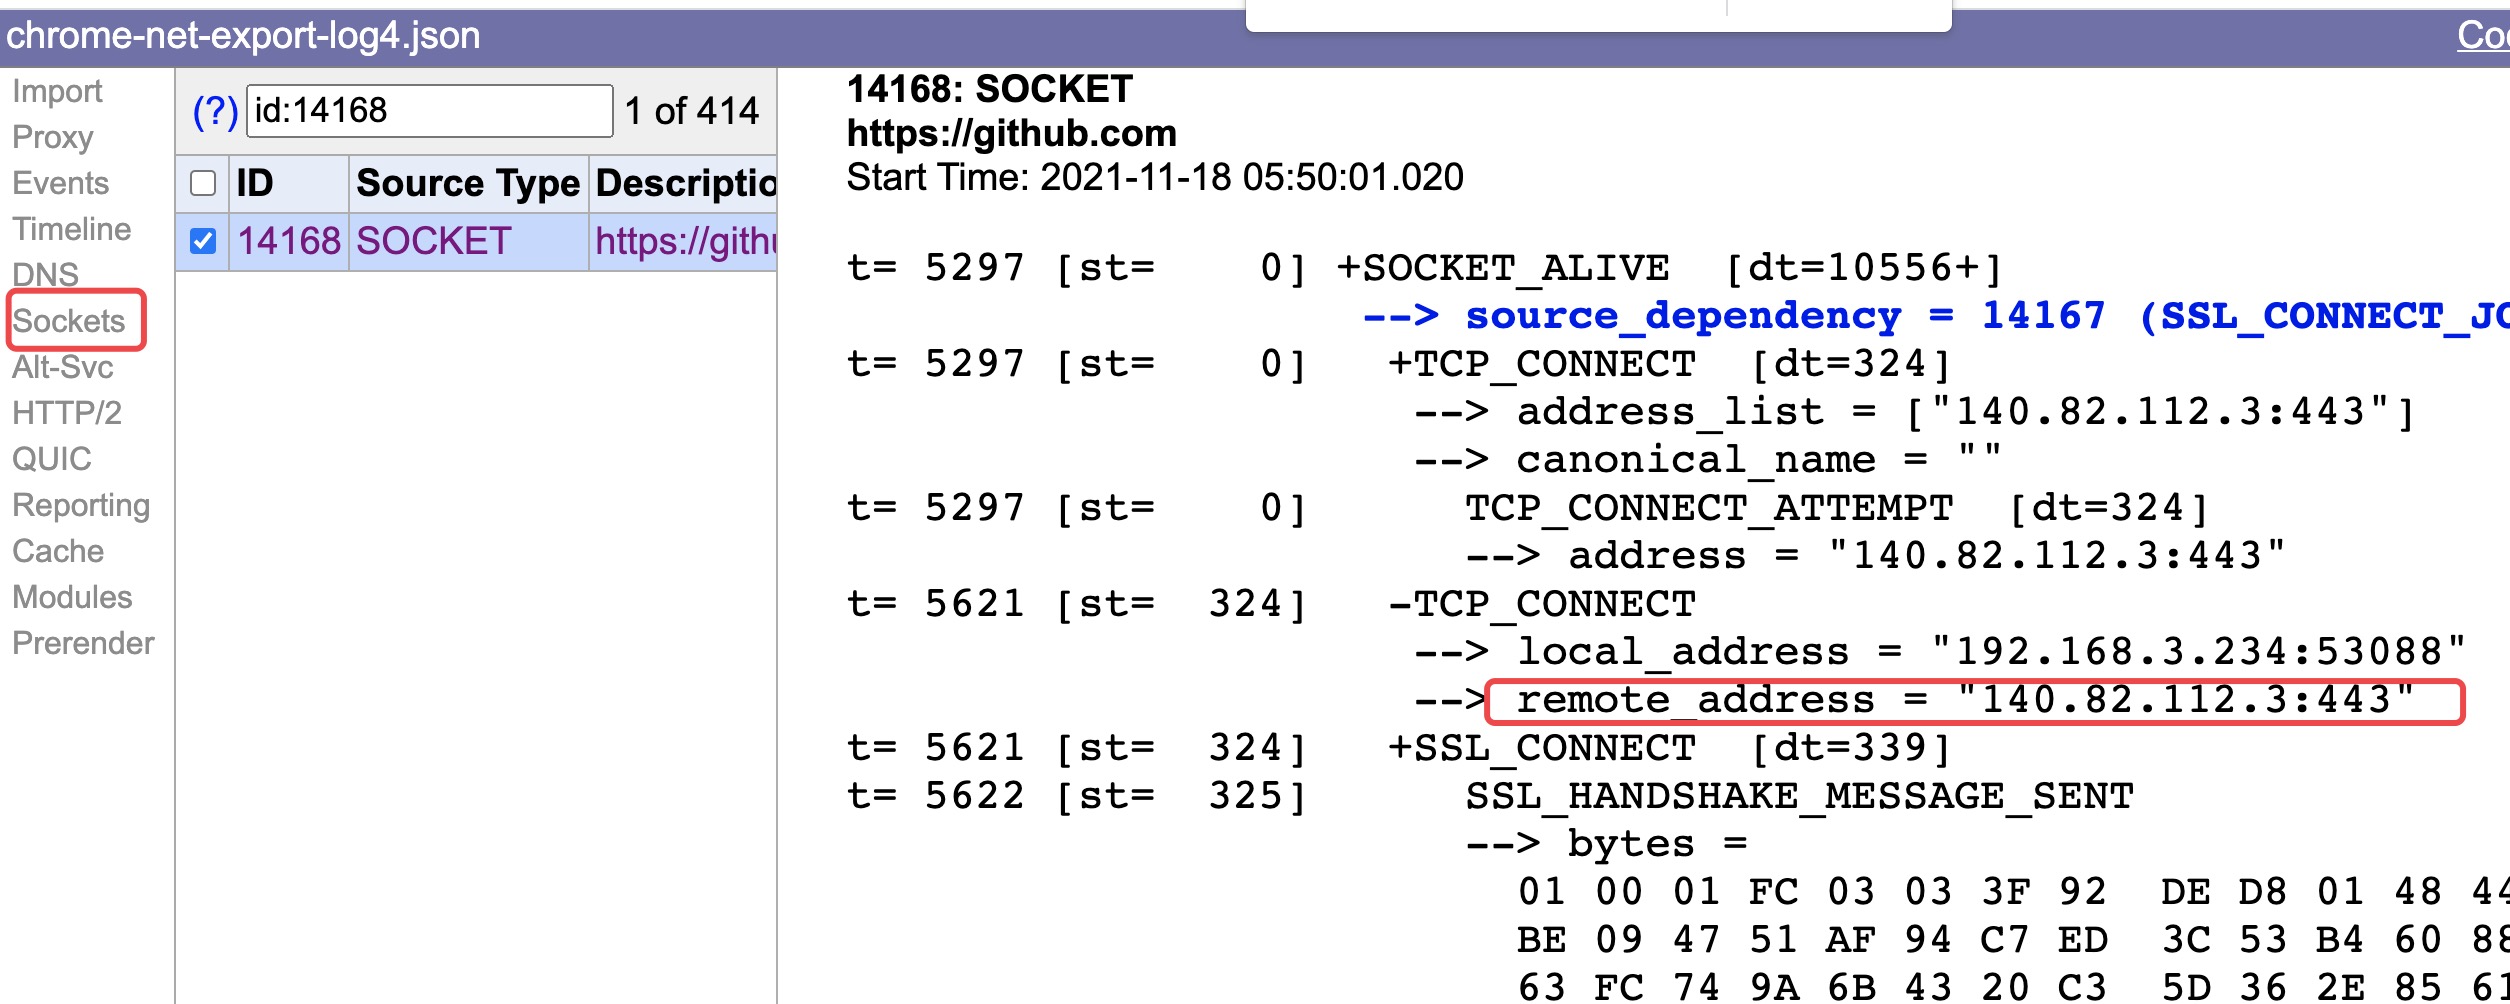 chrome-net-export-log4.json
Import
Proxy
Events
Timeline
DNS
Sockets
Alt-Svc
HTTP/2
QUIC
Reporting
Cache
Modules
Prerender
(?) id:14168 1 of 414
ID Source Type
14168 SOCKET
14168: SOCKET
https://github.com
Start Time: 2021-11-18 05:50:01.020
t= 5297 [st= 0] +SOCKET_ALIVE [dt=10556+]
--> source_dependency = 14167
t= 5297 [st= 0] +TCP_CONNECT [dt=324]
--> address_list = ["140.82.112.3:443"]
--> canonical_name = ""
t= 5297 [st= 0] TCP_CONNECT_ATTEMPT [dt=324]
--> address = "140.82.112.3:443"
t= 5621 [st= 324] -TCP_CONNECT
--> local_address = "192.168.3.234:53088"
--> remote_address = "140.82.112.3:443"
t= 5621 [st= 324] +SSL_CONNECT [dt=339]
t= 5622 [st= 325] SSL_HANDSHAKE_MESSAGE_SENT
--> bytes =
01 00 01 FC 03 03 3F 92 DE D8 01 48 44
BE 09 47 51 AF 94 C7 ED 3C 53 B4 60 88
63 FC 74 9A 6B 43 20 C3 5D 36 2E 85 61